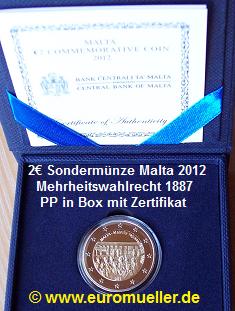 MALTA
€2 COMMEMORATIVE COIN
2012
BANK ĊENTRALI TA' MALTA
CENTRAL BANK OF MALTA
Certificate of Authenticity
2€ Sondermünze Malta 2012
Mehrheitswahlrecht 1887
PP in Box mit Zertifikat
© www.euromueller.de